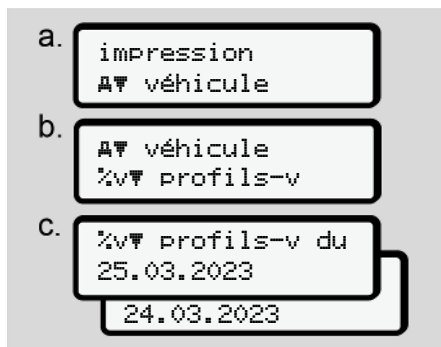 a.
impression
véhicule
b.
véhicule
%v▼ profils-v
c.
%v▼ profils-v du
25.03.2023
24.03.2023